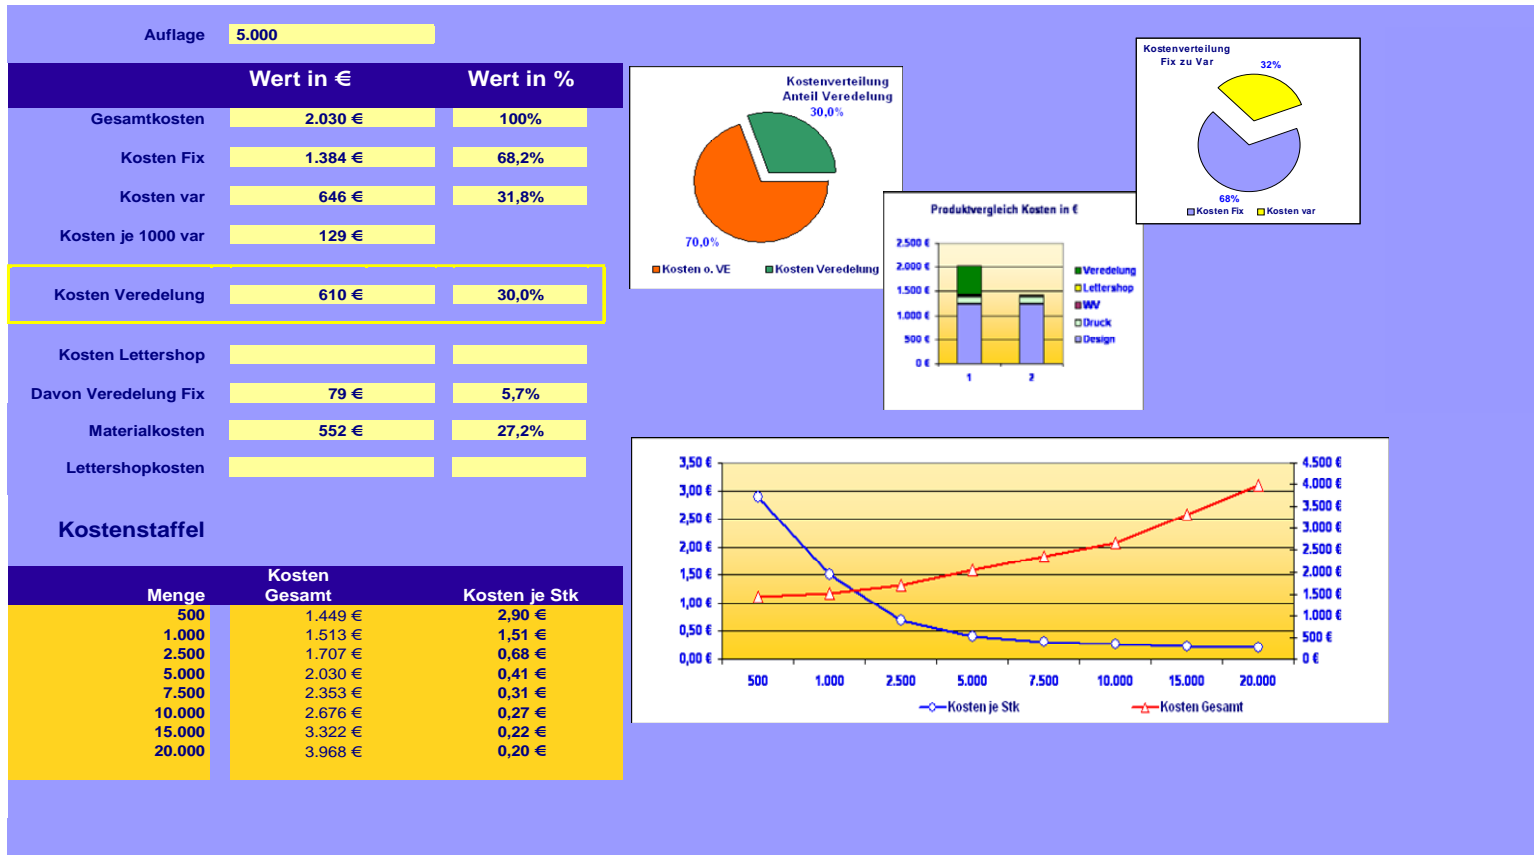 Auflage 5.000
Wert in € Wert in %
Gesamtkosten 2.030 € 100%
Kosten Fix 1.384 € 68,2%
Kosten var 646 € 31,8%
Kosten je 1000 var 129 €
Kosten Veredelung 610 € 30,0%
Kosten Lettershop
Davon Veredelung Fix 79 € 5,7%
Materialkosten 552 € 27,2%
Lettershopkosten
Kostenstaffel
Kosten
Menge Gesamt Kosten je Stk
500 1.449 € 2,90 €
1.000 1.513 € 1,51 €
2.500 1.707 € 0,68 €
5.000 2.030 € 0,41 €
7.500 2.353 € 0,31 €
10.000 2.676 € 0,27 €
15.000 3.322 € 0,22 €
20.000 3.968 € 0,20 €
Kostenverteilung
Anteil Veredelung
30,0%
70,0%
Kosten o. VE Kosten Veredelung
Produktvergleich Kosten in €
2.500 €
2.000 €
1.500 €
1.000 €
500 €
0 €
1 2
Veredelung
Lettershop
WV
Druck
Design
Kostenverteilung
Fix zu Var
32%
68%
Kosten Fix Kosten var
3,50 € 4.500 €
3,00 € 4.000 €
2,50 € 3.500 €
2,00 € 3.000 €
1,50 € 2.500 €
1,00 € 2.000 €
0,50 € 1.500 €
0,00 € 1.000 €
500 €
0 €
500 1.000 2.500 5.000 7.500 10.000 15.000 20.000
Kosten je Stk Kosten Gesamt